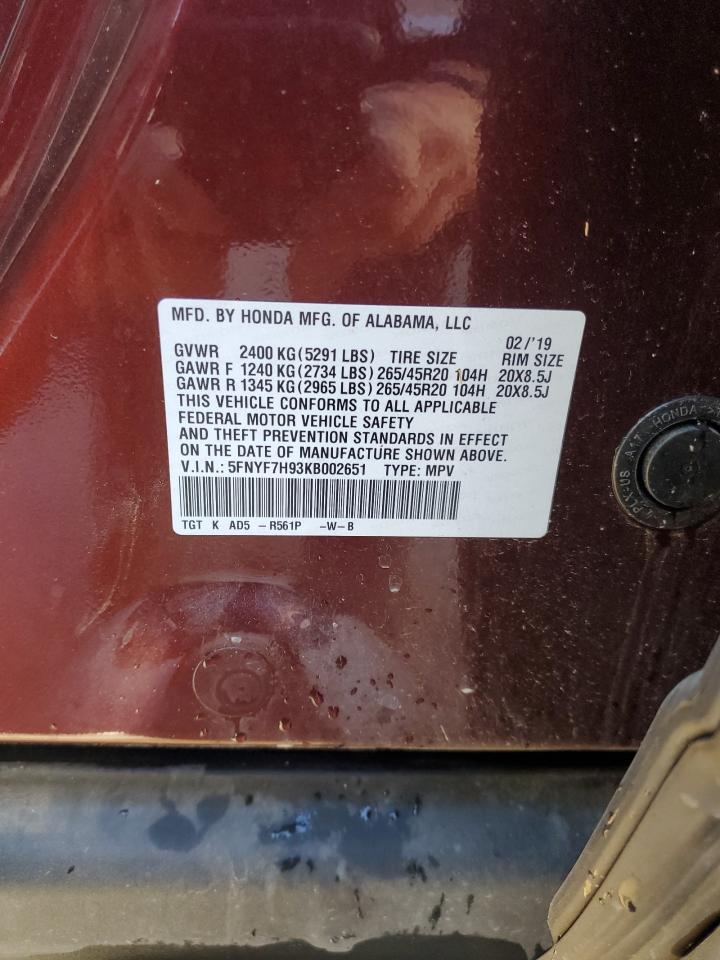 MFD. BY HONDA MFG. OF ALABAMA, LLC
02/'19
GVWR 2400 KG(5291 LBS) TIRE SIZE RIM SIZE
GAWR F 1240 KG(2734 LBS) 265/45R20 104H 20X8.5J
GAWR R 1345 KG(2965 LBS) 265/45R20 104H 20X8.5J
THIS VEHICLE CONFORMS TO ALL APPLICABLE
FEDERAL MOTOR VEHICLE SAFETY
AND THEFT PREVENTION STANDARDS IN EFFECT
ON THE DATE OF MANUFACTURE SHOWN ABOVE.
V.I.N.: 5FNYF7H93KB002651 TYPE: MPV
TGT K AD5 -R561P -W-B
HONDA